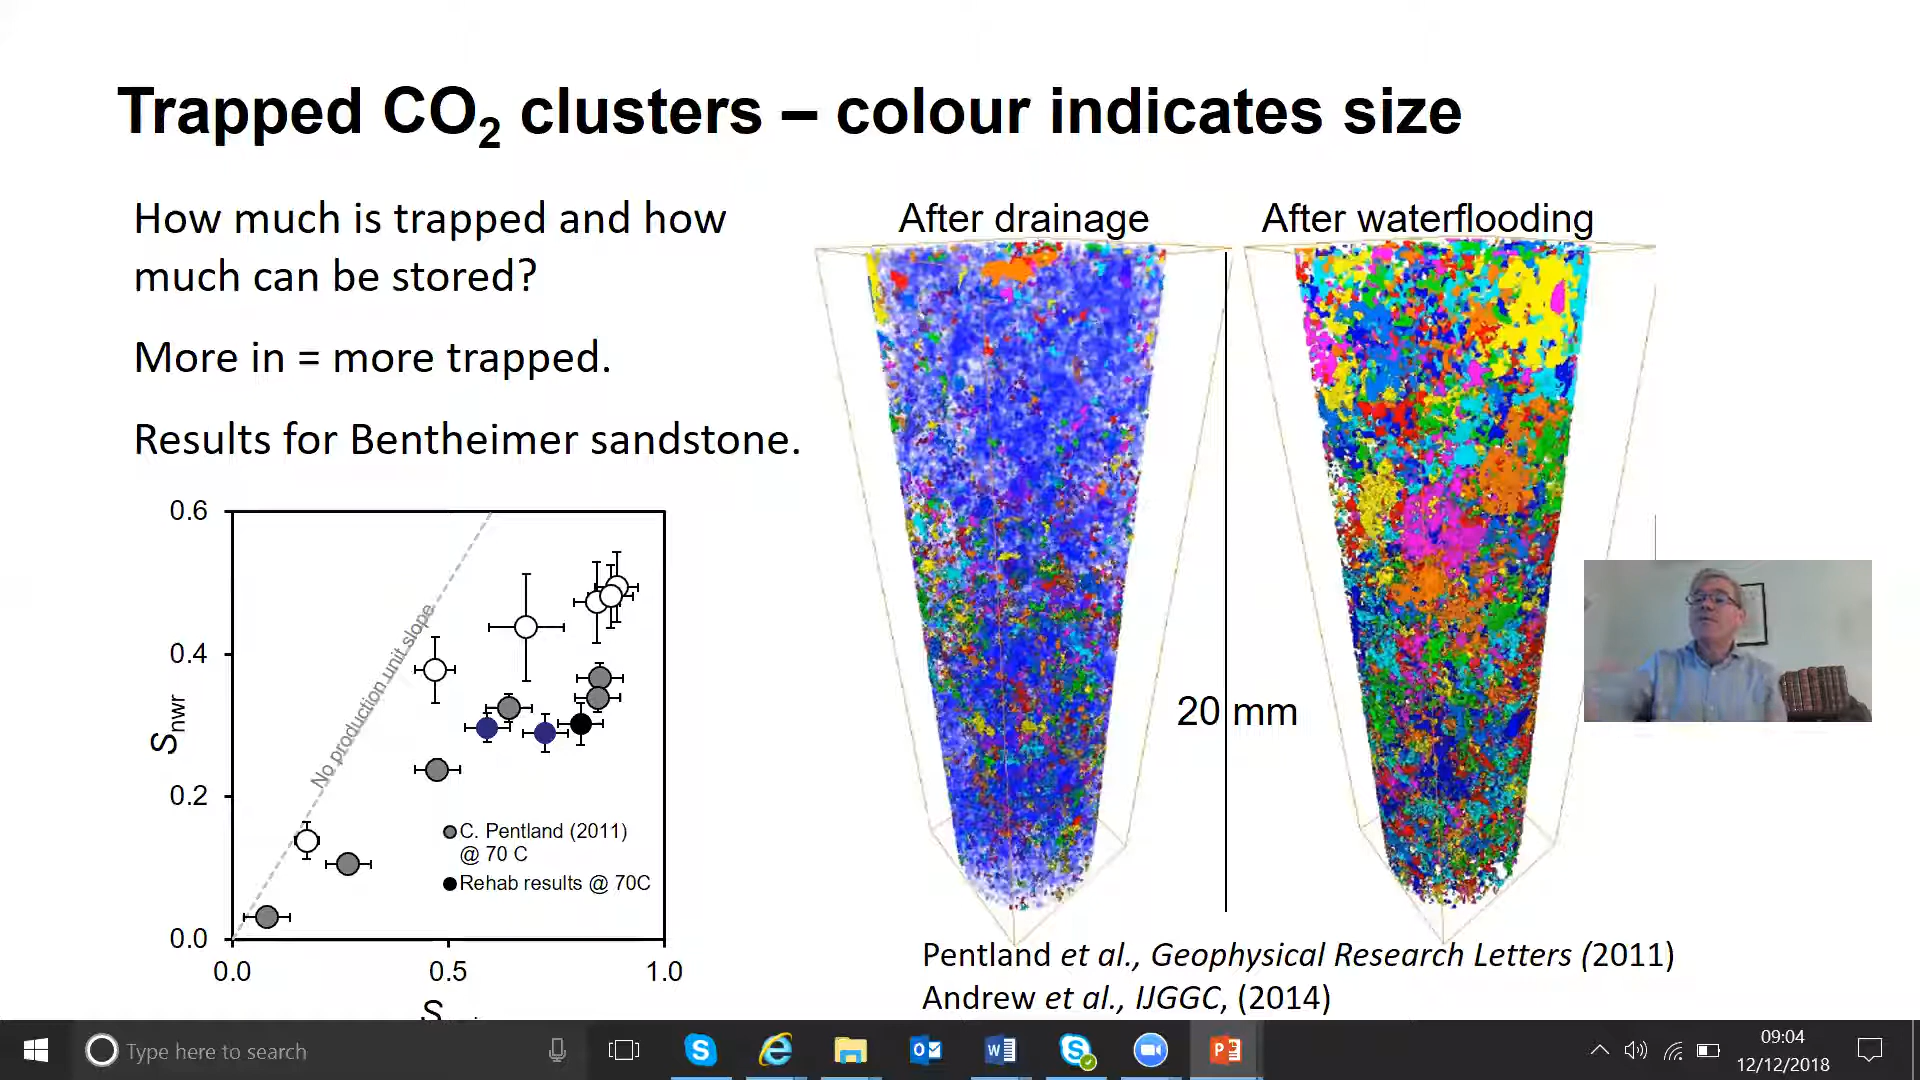 Trapped CO2 clusters – colour indicates size
How much is trapped and how
much can be stored?
More in = more trapped.
Results for Bentheimer sandstone.
After drainage
After waterflooding
20 mm
0.6
0.4
0.2
0.0
Snwr
No production unit slope
C. Pentland (2011)
@ 70 C
Rehab results @ 70C
0.0 0.5 1.0
Pentland et al., Geophysical Research Letters (2011)
Andrew et al., IJGGC, (2014)
Type here to search
09:04
12/12/2018